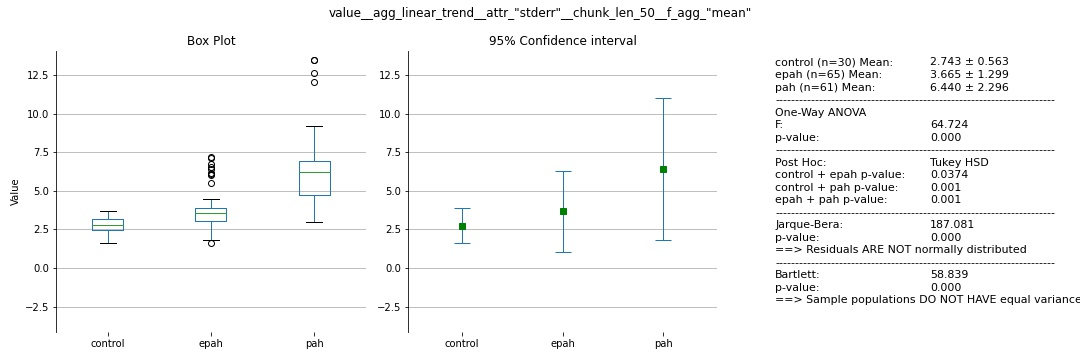 value__agg_linear_trend__attr_"stderr"__chunk_len_50__f_agg_"mean"
Box Plot
Value
12.5
10.0
7.5
5.0
2.5
0.0
−2.5
control
epah
pah
95% Confidence interval
12.5
10.0
7.5
5.0
2.5
0.0
−2.5
control
epah
pah
control (n=30) Mean: 2.743 ± 0.563
epah (n=65) Mean: 3.665 ± 1.299
pah (n=61) Mean: 6.440 ± 2.296
One-Way ANOVA
F: 64.724
p-value: 0.000
Post Hoc: Tukey HSD
control + epah p-value: 0.0374
control + pah p-value: 0.001
epah + pah p-value: 0.001
Jarque-Bera: 187.081
p-value: 0.000
==> Residuals ARE NOT normally distributed
Bartlett: 58.839
p-value: 0.000
==> Sample populations DO NOT HAVE equal variance